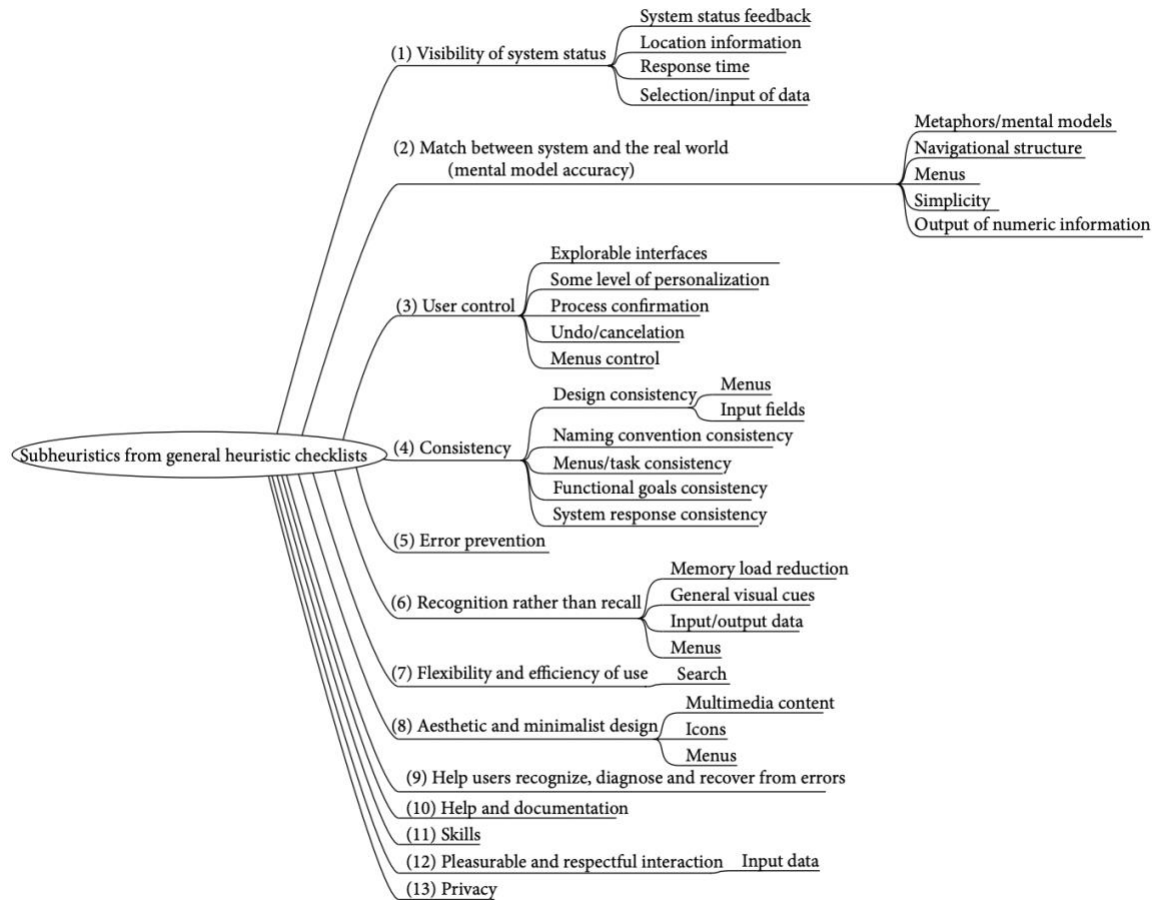 Subheuristics from general heuristic checklists
(1) Visibility of system status
System status feedback
Location information
Response time
Selection/input of data
(2) Match between system and the real world
(mental model accuracy)
Metaphors/mental models
Navigational structure
Menus
Simplicity
Output of numeric information
(3) User control
Explorable interfaces
Some level of personalization
Process confirmation
Undo/cancelation
Menus control
(4) Consistency
Design consistency
Menus
Input fields
Naming convention consistency
Menus/task consistency
Functional goals consistency
System response consistency
(5) Error prevention
(6) Recognition rather than recall
Memory load reduction
General visual cues
Input/output data
Menus
(7) Flexibility and efficiency of use
Search
(8) Aesthetic and minimalist design
Multimedia content
Icons
Menus
(9) Help users recognize, diagnose and recover from errors
(10) Help and documentation
(11) Skills
(12) Pleasurable and respectful interaction
Input data
(13) Privacy